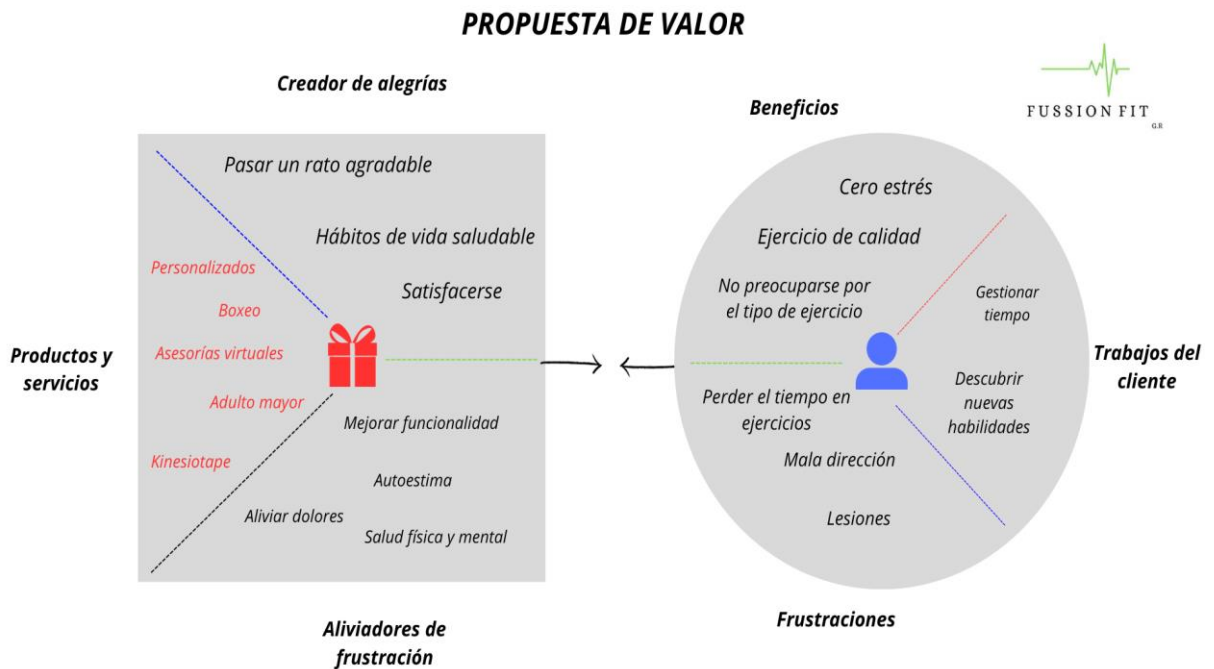 PROPUESTA DE VALOR
FUSSION FIT
G.R
Creador de alegrías
Pasar un rato agradable
Hábitos de vida saludable
Satisfacerse
Productos y
servicios
Personalizados
Boxeo
Asesorías virtuales
Adulto mayor
Kinesiotape
Mejorar funcionalidad
Autoestima
Aliviar dolores
Salud física y mental
Aliviadores de
frustración
Beneficios
Cero estrés
Ejercicio de calidad
No preocuparse por
el tipo de ejercicio
Gestionar
tiempo
Descubrir
nuevas
habilidades
Trabajos del
cliente
Perder el tiempo en
ejercicios
Mala dirección
Lesiones
Frustraciones